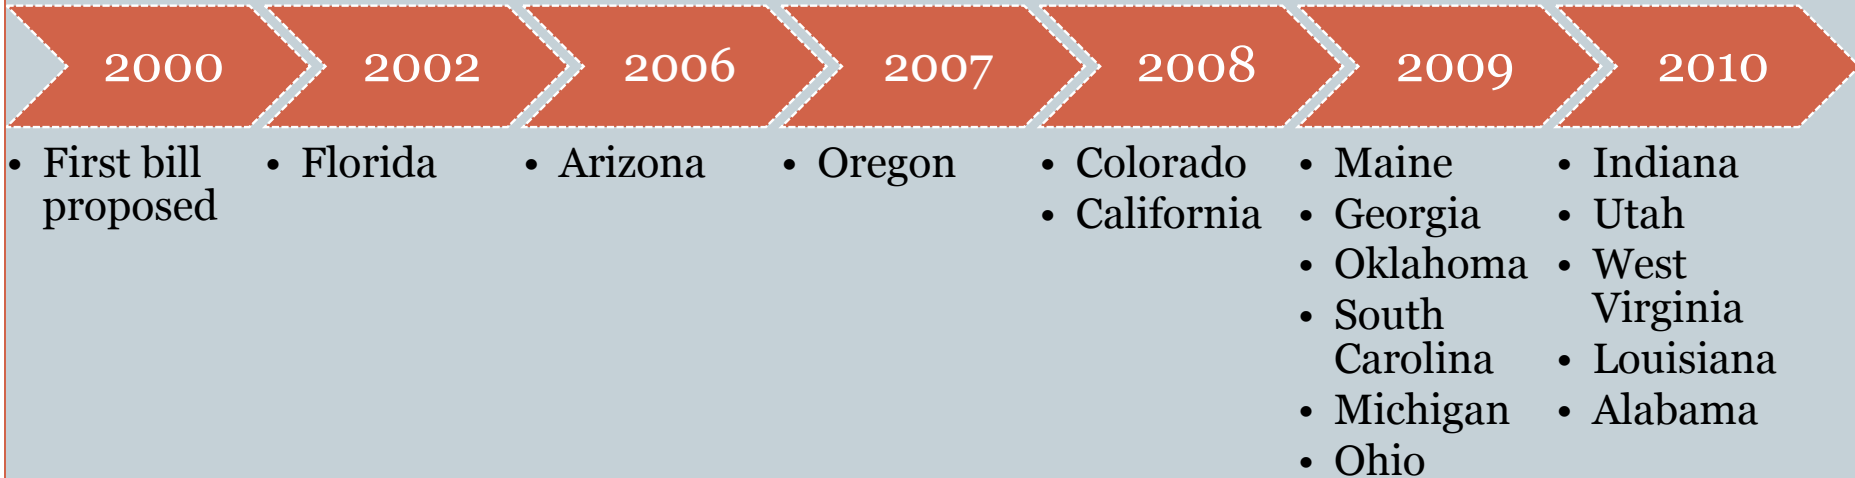 2000
• First bill
proposed
2002
• Florida
2006
• Arizona
2007
• Oregon
2008
• Colorado
• California
2009
• Maine
• Georgia
• Oklahoma
• South
Carolina
• Michigan
• Ohio
2010
• Indiana
• Utah
• West
Virginia
• Louisiana
• Alabama